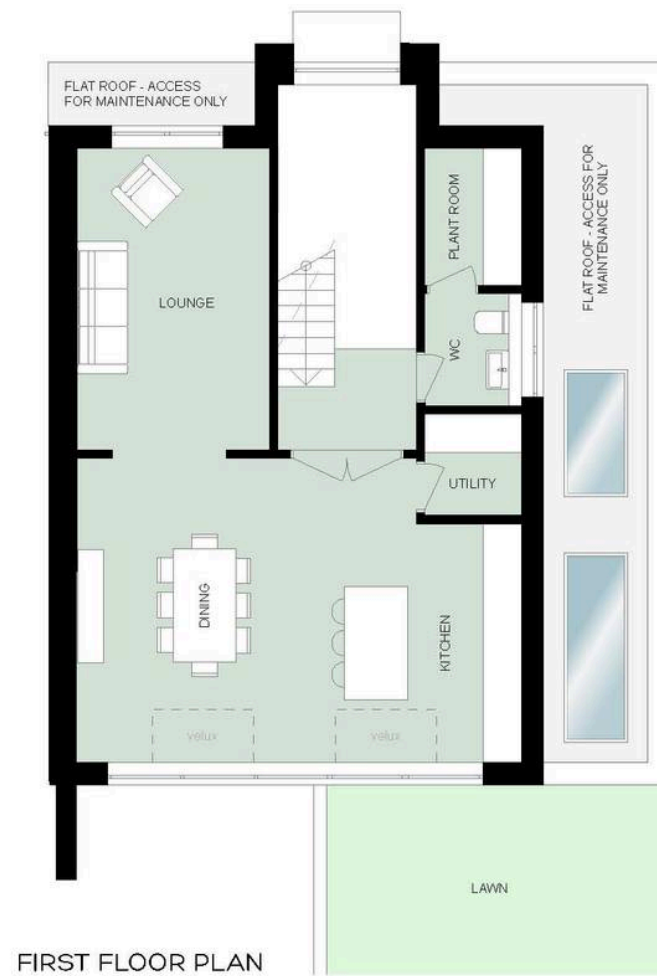 FLAT ROOF - ACCESS
FOR MAINTENANCE ONLY
PLANT ROOM
FLAT ROOF - ACCESS FOR
MAINTENANCE ONLY
LOUNGE
WC
UTILITY
DINING
KITCHEN
velux
velux
LAWN
FIRST FLOOR PLAN